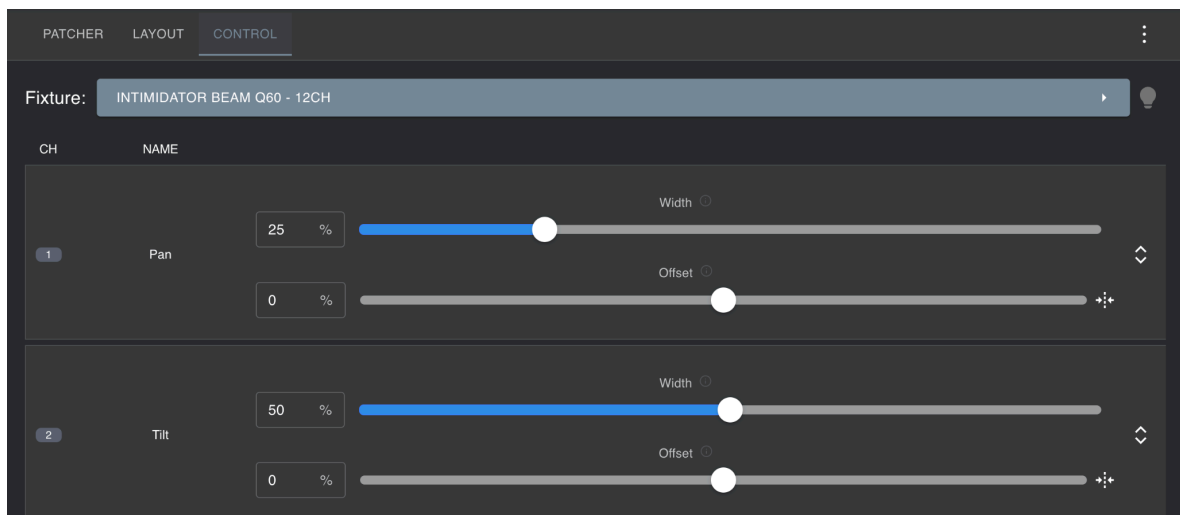 PATCHER LAYOUT CONTROL
Fixture: INTIMIDATOR BEAM Q60 - 12CH
CH NAME
Width
25 %
1 Pan
Offset
0 %
Width
50 %
2 Tilt
Offset
0 %